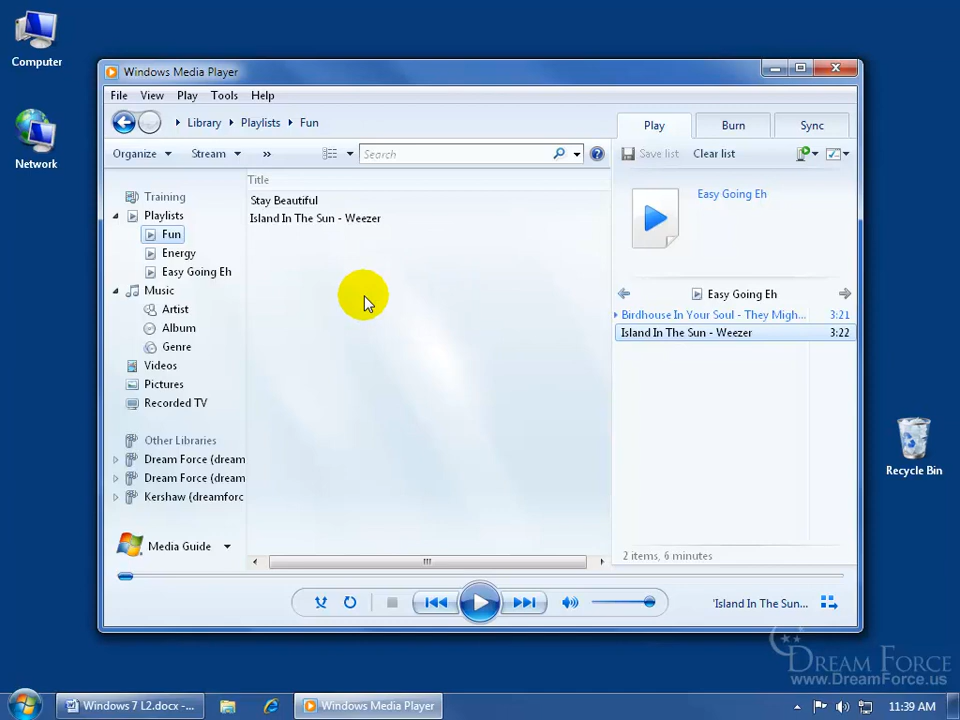 Computer
Network
Windows Media Player
File View Play Tools Help
Library Playlists Fun
Play Burn Sync
Organize Stream » Search
Save list Clear list
Training
Playlists
Fun
Energy
Easy Going Eh
Music
Artist
Album
Genre
Videos
Pictures
Recorded TV
Other Libraries
Dream Force (dream
Dream Force (dream
Kershaw (dreamforc
Media Guide
Title
Stay Beautiful
Island In The Sun - Weezer
Easy Going Eh
Easy Going Eh
Birdhouse In Your Soul - They Migh... 3:21
Island In The Sun - Weezer 3:22
2 items, 6 minutes
'Island In The Sun...
Recycle Bin
DREAM FORCE
www.DreamForce.us
Windows 7 L2.docx -...
Windows Media Player
11:39 AM